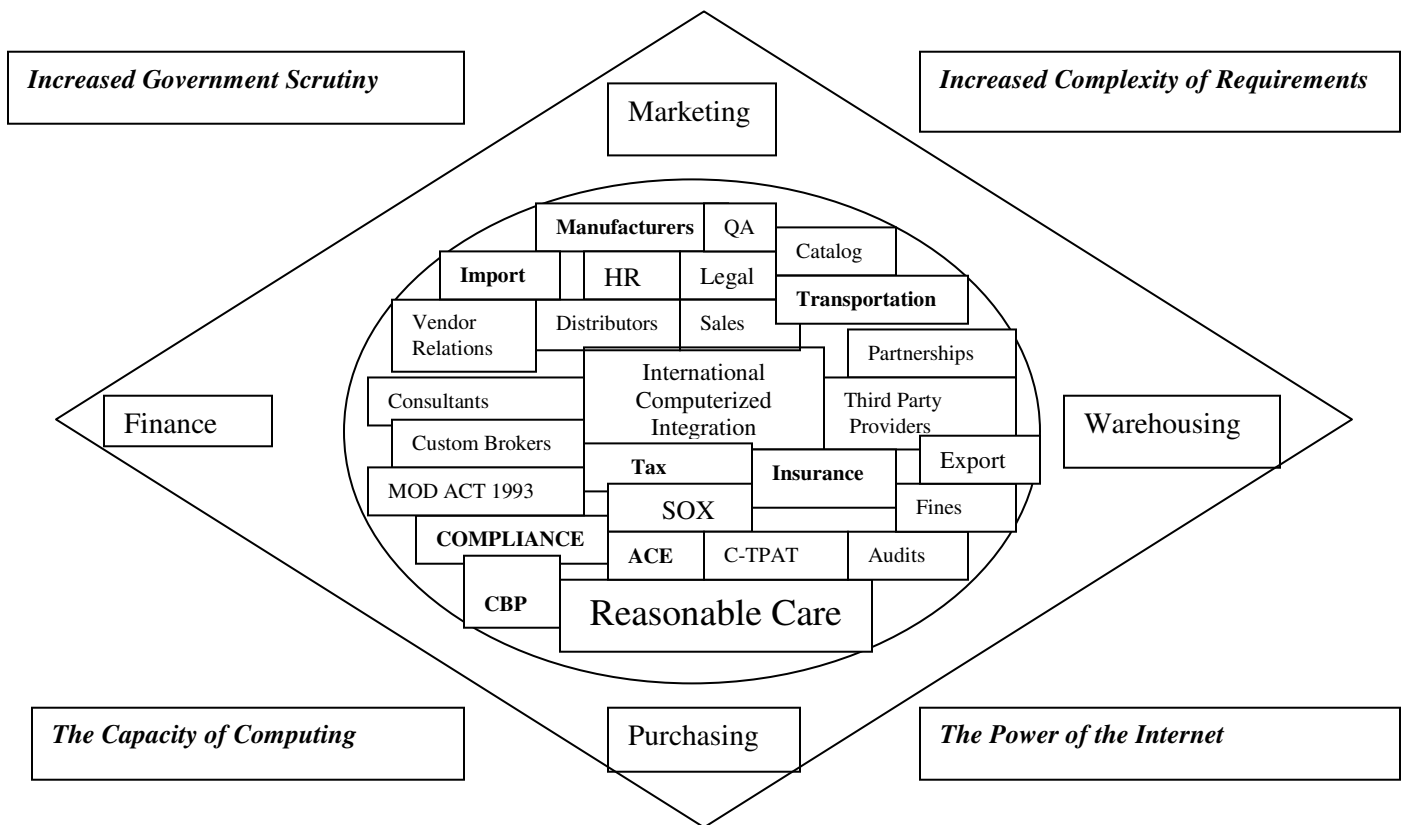 Increased Government Scrutiny
Increased Complexity of Requirements
Marketing
Manufacturers
QA
Catalog
Import
HR
Legal
Transportation
Vendor
Relations
Distributors
Sales
Partnerships
International
Computerized
Integration
Consultants
Third Party
Providers
Finance
Warehousing
Custom Brokers
Tax
Insurance
Export
MOD ACT 1993
SOX
Fines
COMPLIANCE
ACE
C-TPAT
Audits
CBP
Reasonable Care
The Capacity of Computing
Purchasing
The Power of the Internet